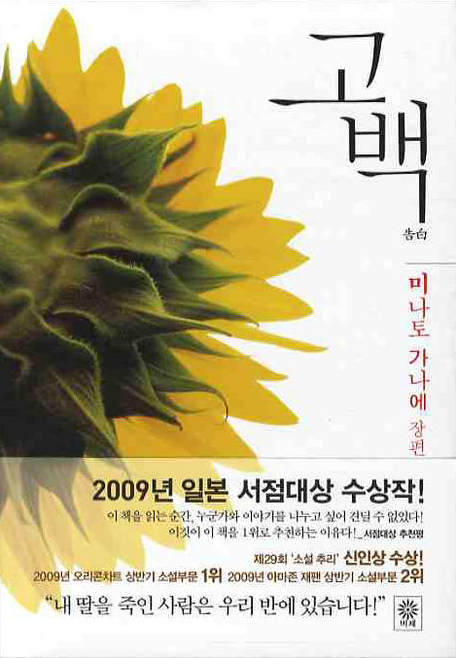 고백
告白
미나토 가나에 장편
2009년 일본 서점대상 수상작!
이 책을 읽는 순간, 누군가와 이야기를 나누고 싶어 견딜 수 없었다!
이것이 이 책을 1위로 추천하는 이유다!_서점대상 추천평
제29회 '소설 추리' 신인상 수상!
2009년 오리콘차트 상반기 소설부문 1위 2009년 아마존 재팬 상반기 소설부문 2위
“내 딸을 죽인 사람은 우리 반에 있습니다!”
비채